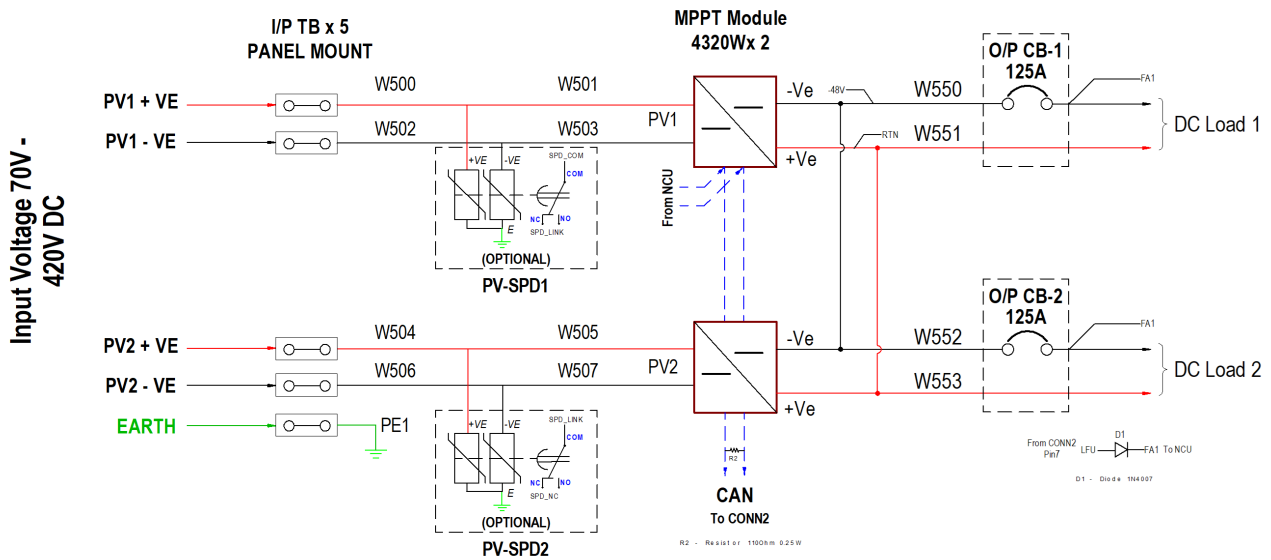 Input Voltage 70V -
420V DC
I/P TB x 5
PANEL MOUNT
MPPT Module
4320Wx 2
O/P CB-1
125A
PV1 + VE
W500
W501
-Ve
-48V
W550
FA1
PV1 - VE
W502
W503
PV1
RTN
W551
DC Load 1
+Ve
+VE
-VE
SPD_COM
COM
NC
NO
SPD_LINK
E
(OPTIONAL)
PV-SPD1
From NCU
O/P CB-2
125A
PV2 + VE
W504
W505
-Ve
W552
FA1
PV2 - VE
W506
W507
PV2
W553
DC Load 2
+Ve
EARTH
PE1
+VE
-VE
SPD_LINK
COM
NC
NO
SPD_NC
E
(OPTIONAL)
PV-SPD2
R2
CAN
To CONN2
R2 - Resistor 110Ohm 0.25W
From CONN2
Pin7
LFU
D1
FA1 To NCU
D1 - Diode 1N4007